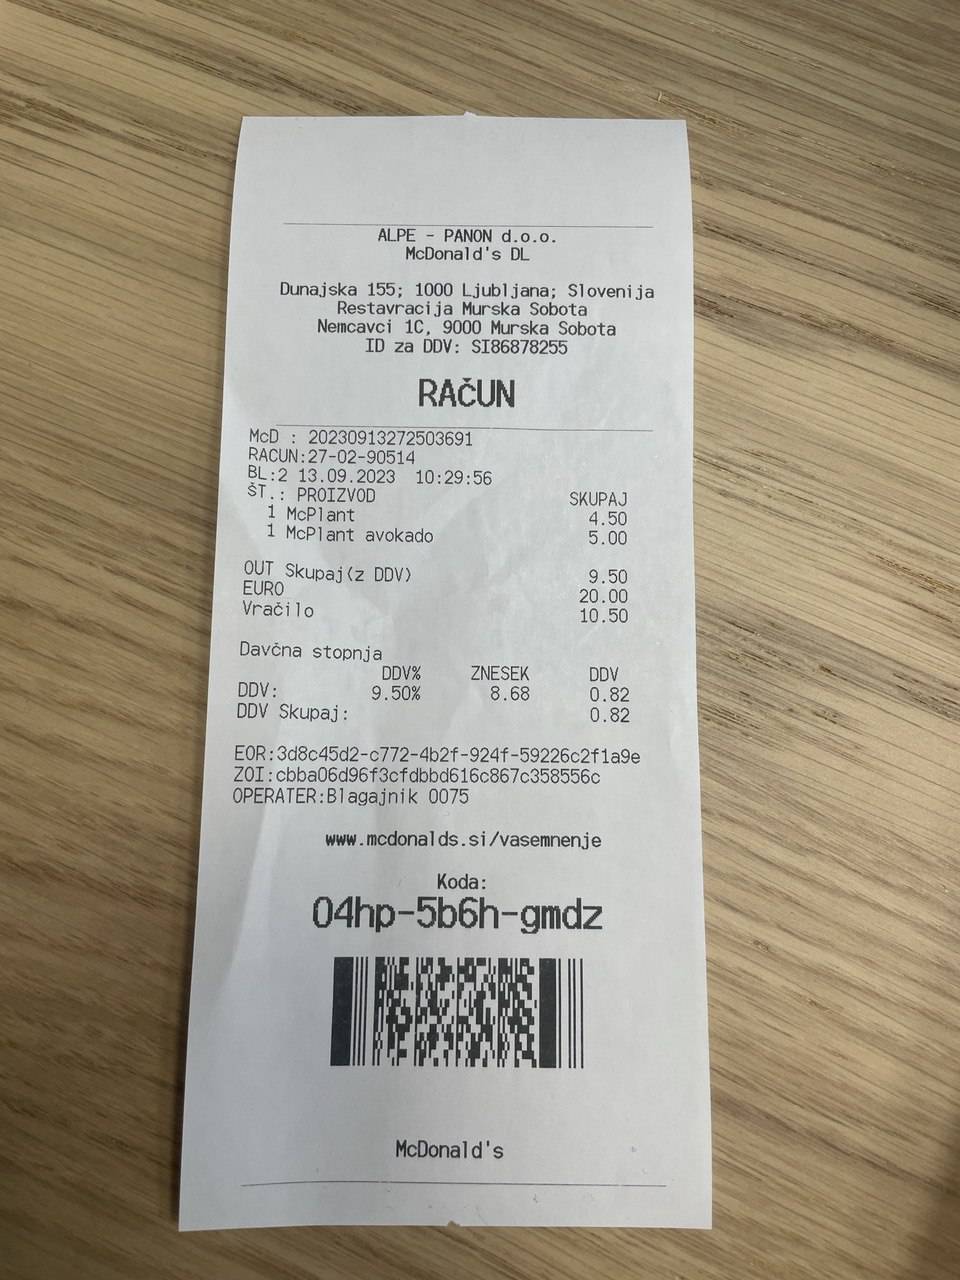 ALPE - PANON d.o.o.
McDonald's DL
Dunajska 155; 1000 Ljubljana; Slovenija
Restavracija Murska Sobota
Nemcavci 1C, 9000 Murska Sobota
ID za DDV: SI86878255
RAČUN
McD : 20230913272503691
RACUN:27-02-90514
BL:2 13.09.2023 10:29:56
ŠT.: PROIZVOD SKUPAJ
1 McPlant 4.50
1 McPlant avokado 5.00
OUT Skupaj(z DDV) 9.50
EURO 20.00
Vračilo 10.50
Davčna stopnja
DDV% ZNESEK DDV
DDV: 9.50% 8.68 0.82
DDV Skupaj: 0.82
EOR:3d8c45d2-c772-4b2f-924f-59226c2f1a9e
ZOI:cbba06d96f3cfdbbd616c867c358556c
OPERATER:Blagajnik 0075
www.mcdonalds.si/vasemnenje
Koda:
04hp-5b6h-gmdz
McDonald's